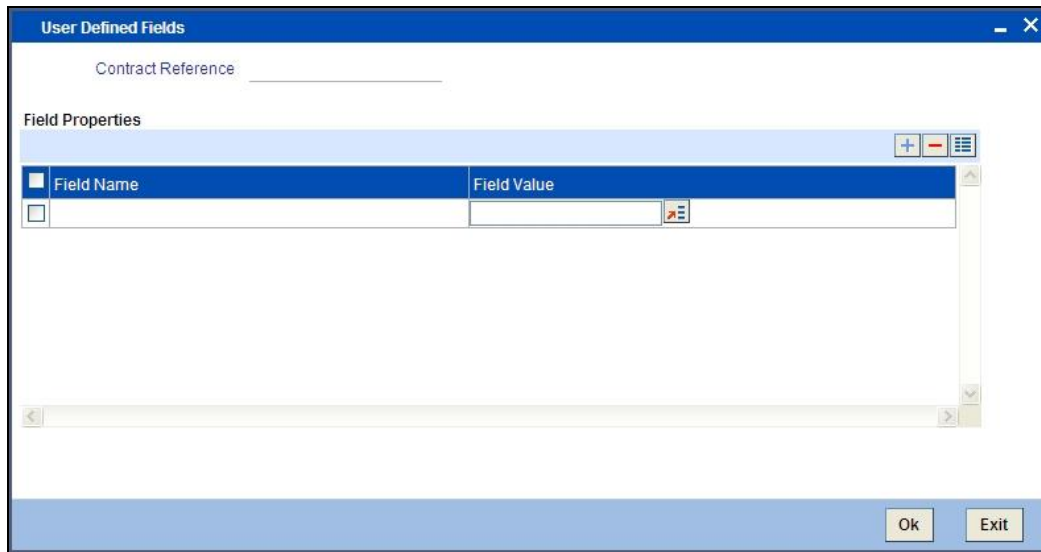 User Defined Fields
Contract Reference
Field Properties
Field Name Field Value
Ok Exit